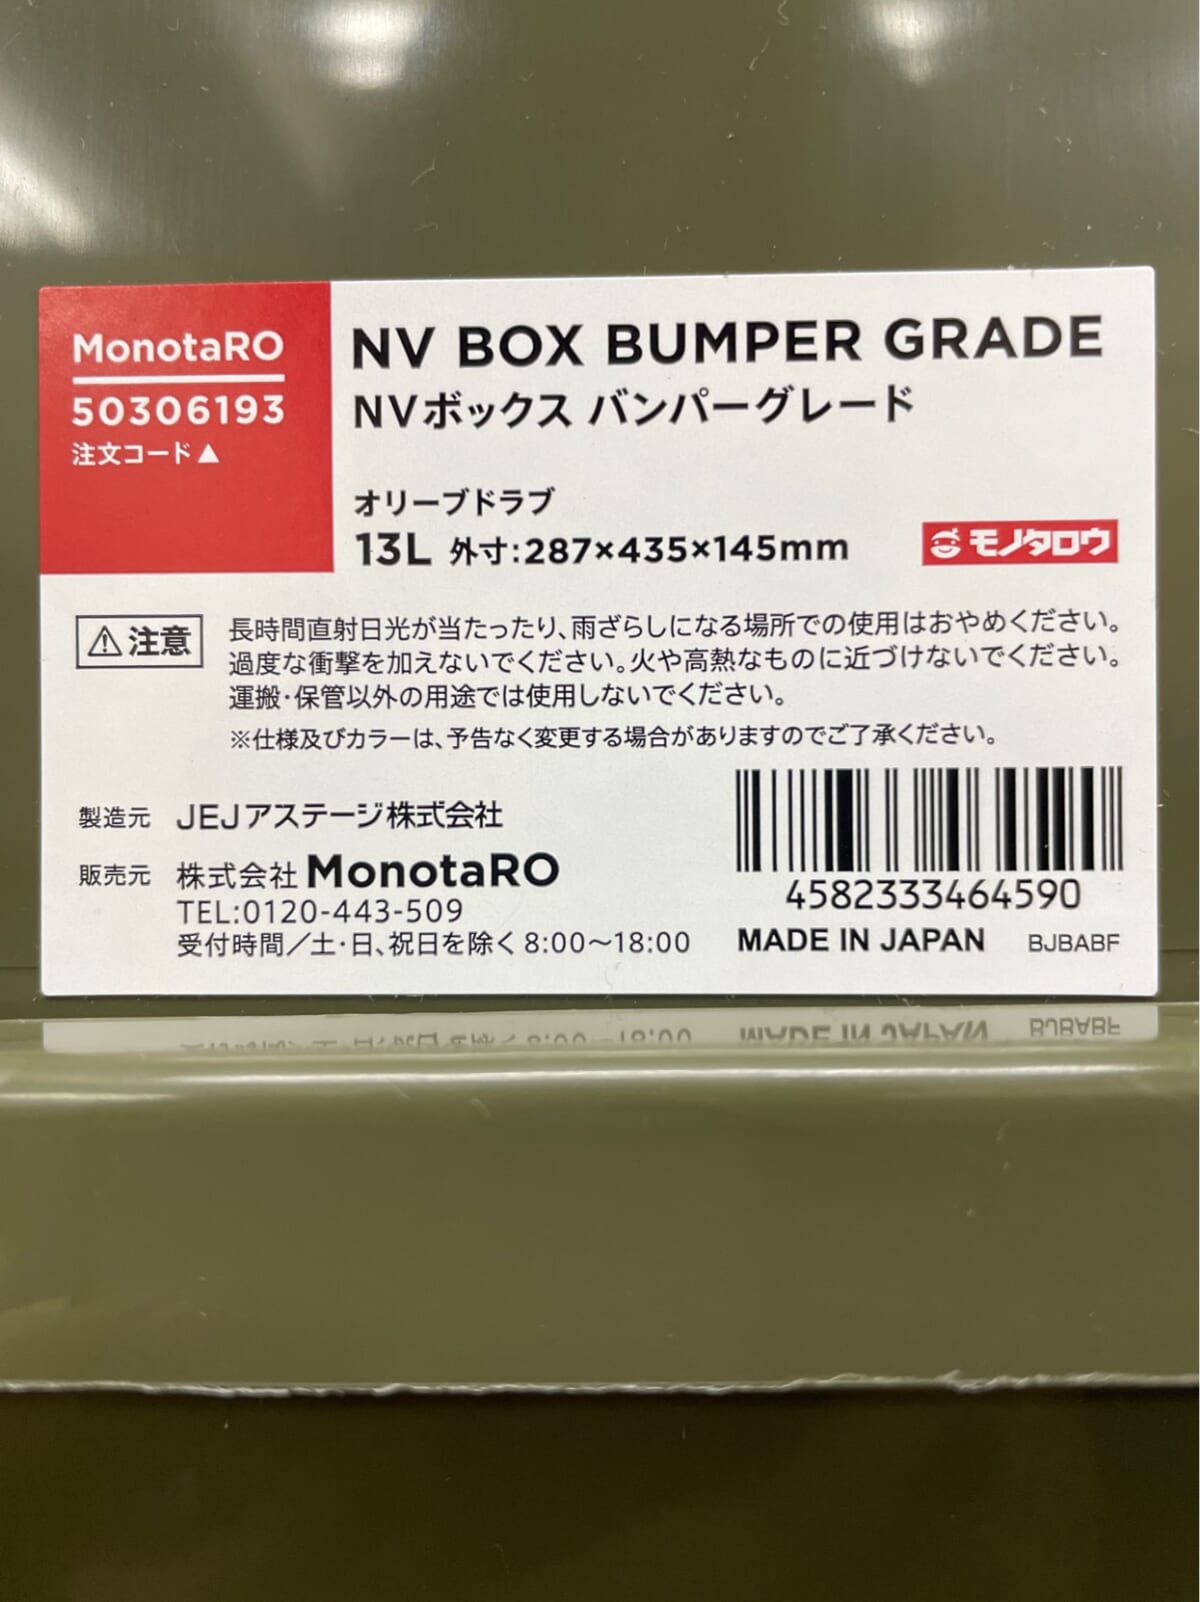 MonotaRO
50306193
注文コード▲
NV BOX BUMPER GRADE
NVボックス バンパーグレード
オリーブドラブ
13L 外寸:287×435×145mm
モノタロウ
⚠注意
長時間直射日光が当たったり、雨ざらしになる場所での使用はおやめください。
過度な衝撃を加えないでください。火や高熱なものに近づけないでください。
運搬・保管以外の用途では使用しないでください。
※仕様及びカラーは、予告なく変更する場合がありますのでご了承ください。
製造元 JEJアステージ株式会社
販売元 株式会社MonotaRO
TEL:0120-443-509
受付時間／土・日、祝日を除く 8:00〜18:00
4582333464590
MADE IN JAPAN BJBABF